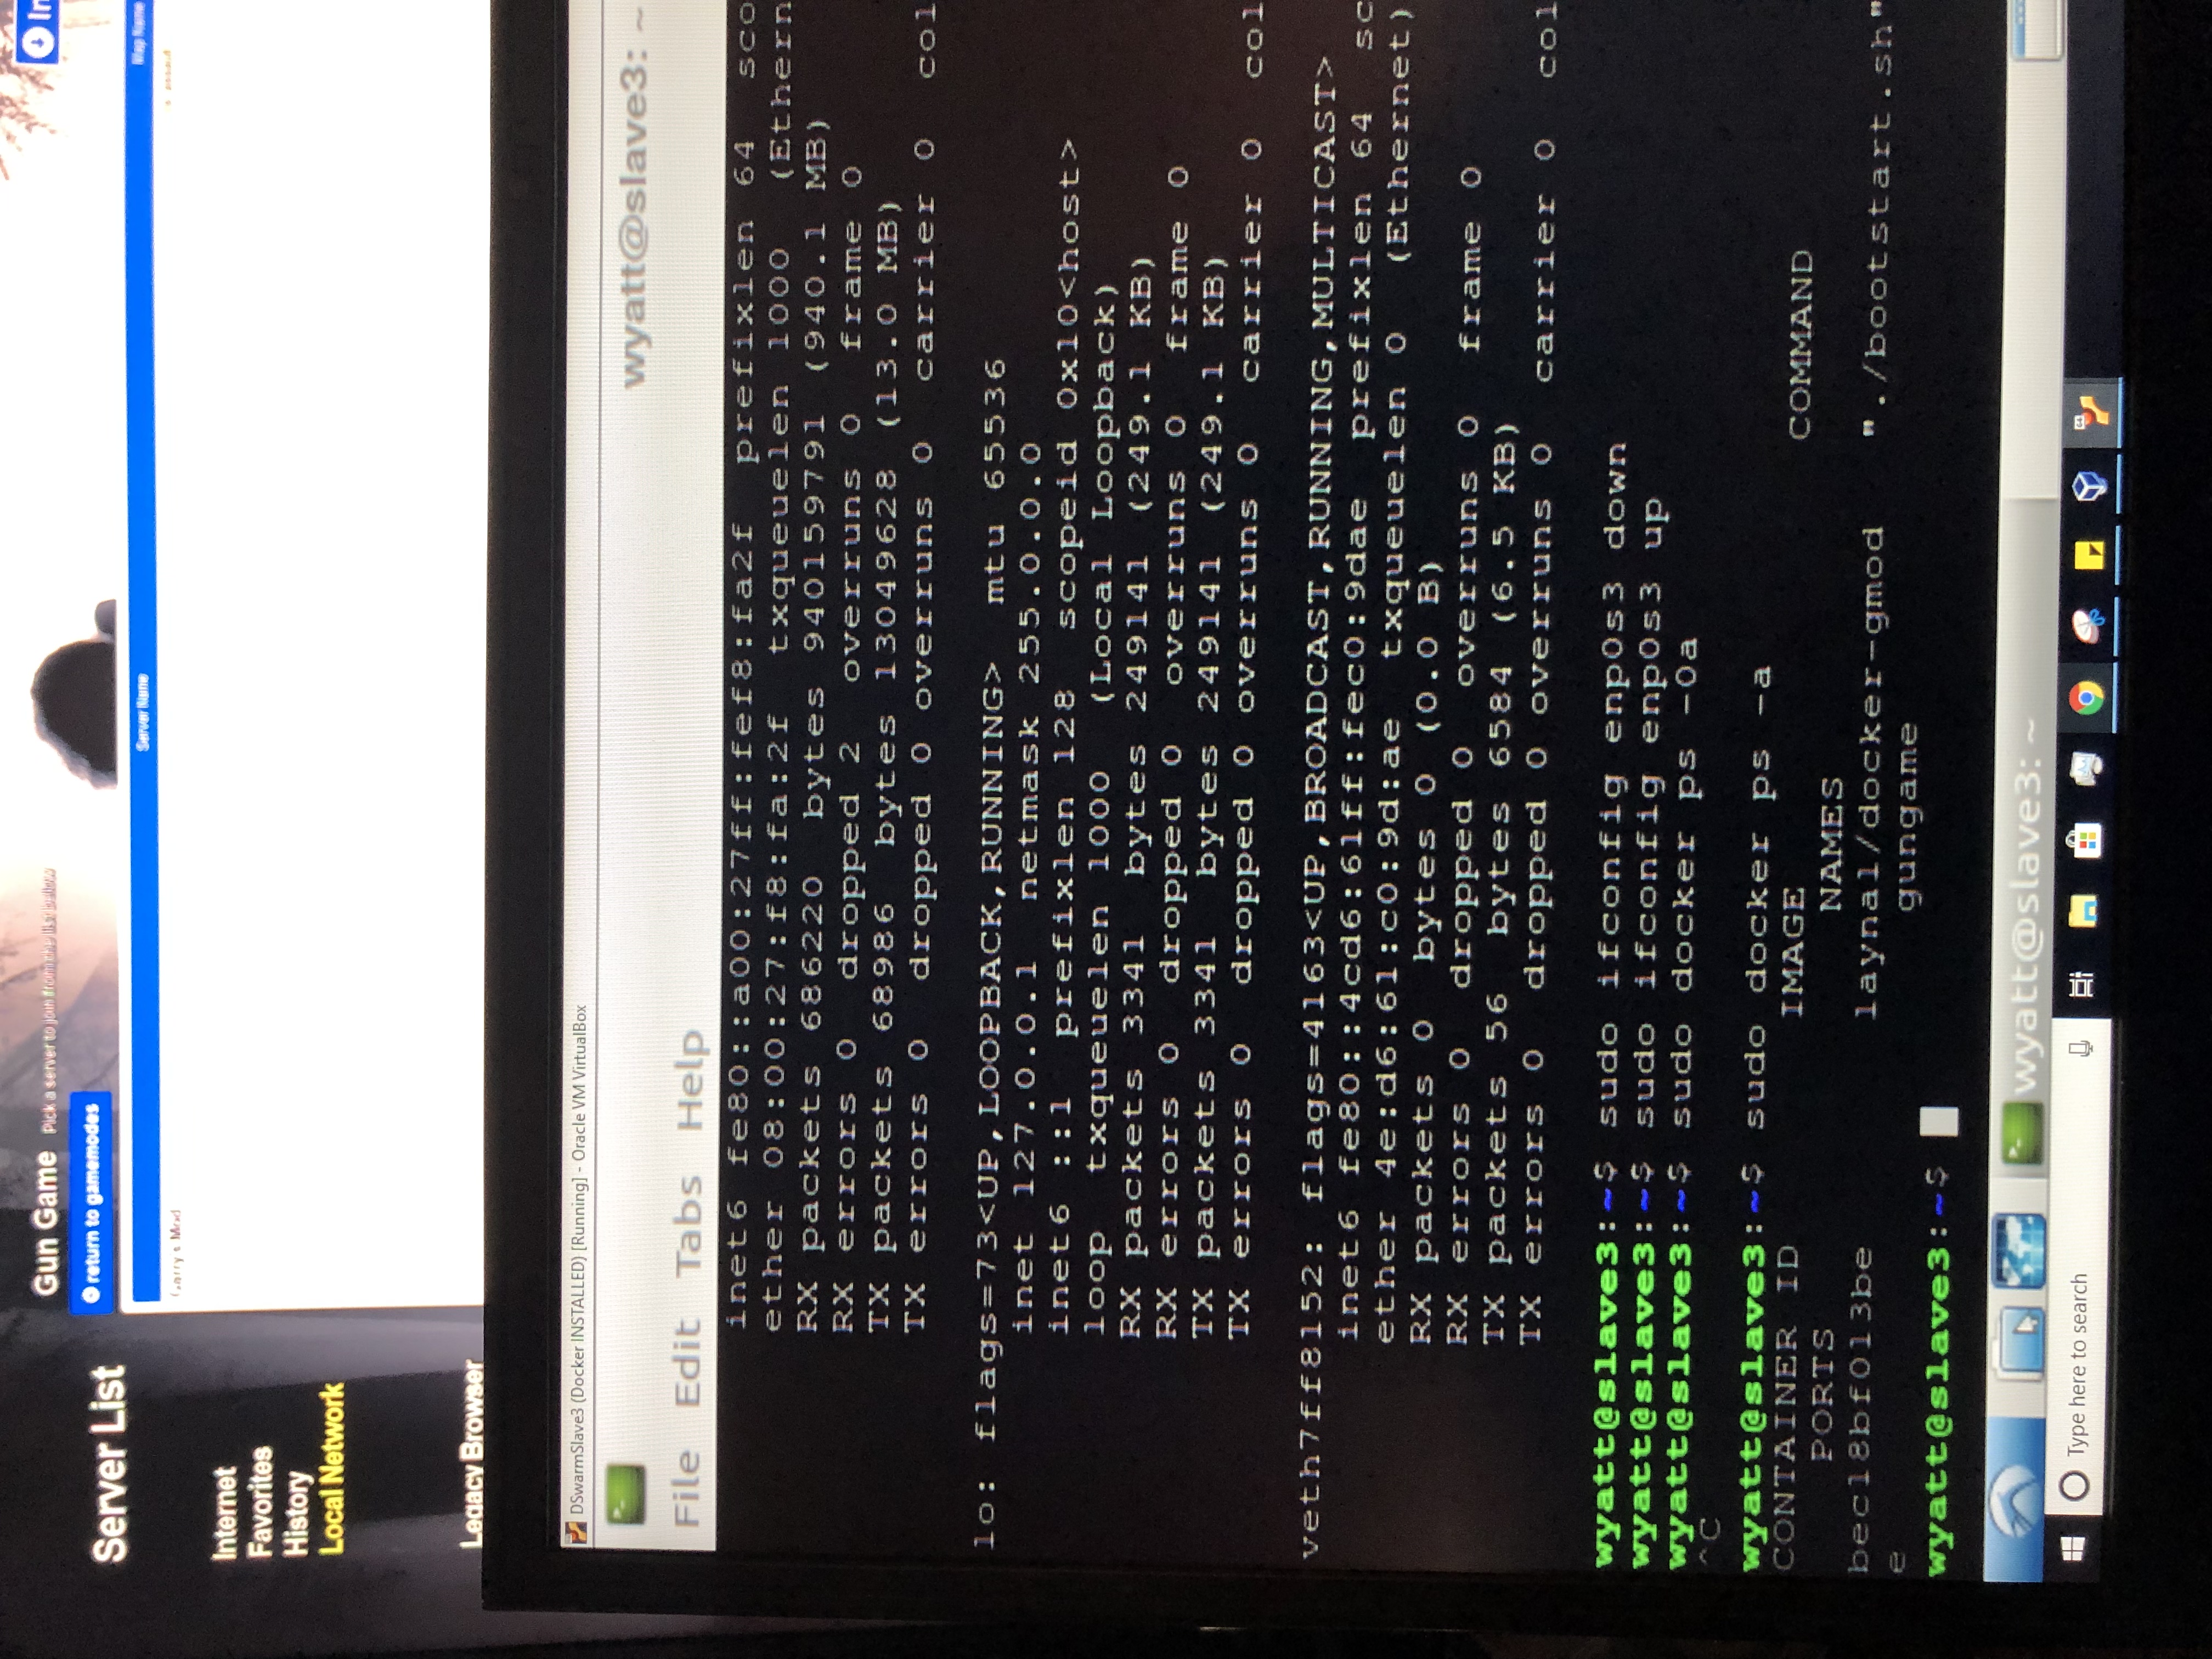 Gun Game Pick a server to join from the list bellow
In
return to gamemodes
Server List
Server Name
Map Name
Garry's Mod
Internet
Favorites
History
Local Network
Legacy Browser
DSwarmSlave3 (Docker INSTALLED) [Running] - Oracle VM VirtualBox
wyatt@slave3: ~
File Edit Tabs Help
inet6 fe80::a00:27ff:fef8:fa2f prefixlen 64 sco
ether 08:00:27:f8:fa:2f txqueuelen 1000 (Ethern
RX packets 686220 bytes 940159791 (940.1 MB)
RX errors 0 dropped 2 overruns 0 frame 0
TX packets 68986 bytes 13049628 (13.0 MB)
TX errors 0 dropped 0 overruns 0 carrier 0 col
lo: flags=73<UP,LOOPBACK,RUNNING> mtu 65536
inet 127.0.0.1 netmask 255.0.0.0
inet6 ::1 prefixlen 128 scopeid 0x10<host>
loop txqueuelen 1000 (Local Loopback)
RX packets 3341 bytes 249141 (249.1 KB)
RX errors 0 dropped 0 overruns 0 frame 0
TX packets 3341 bytes 249141 (249.1 KB)
TX errors 0 dropped 0 overruns 0 carrier 0 col
veth7ff8152: flags=4163<UP,BROADCAST,RUNNING,MULTICAST>
inet6 fe80::4cd6:61ff:fec0:9dae prefixlen 64 sc
ether 4e:d6:61:c0:9d:ae txqueuelen 0 (Ethernet)
RX packets 0 bytes 0 (0.0 B)
RX errors 0 dropped 0 overruns 0 frame 0
TX packets 56 bytes 6584 (6.5 KB)
TX errors 0 dropped 0 overruns 0 carrier 0 col
wyatt@slave3:~$ sudo ifconfig enp0s3 down
wyatt@slave3:~$ sudo ifconfig enp0s3 up
wyatt@slave3:~$ sudo docker ps -0a
^C
wyatt@slave3:~$ sudo docker ps -a
CONTAINER ID IMAGE COMMAND
PORTS NAMES
bec18bf013be laynal/docker-gmod "./bootstart.sh"
e gungame
wyatt@slave3:~$
wyatt@slave3: ~
Type here to search
64